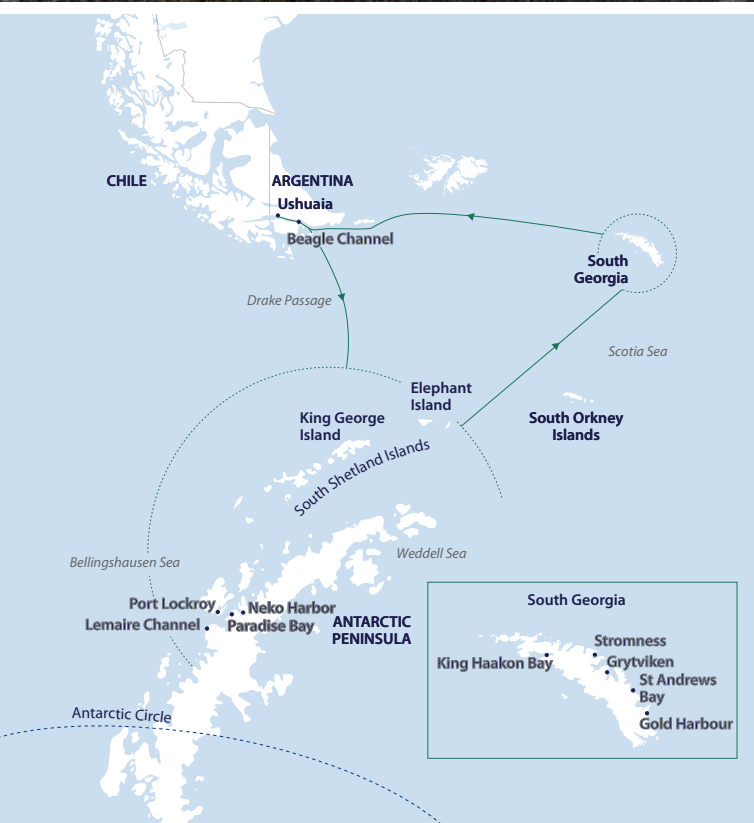 CHILE
ARGENTINA
Ushuaia
Beagle Channel
South
Georgia
Drake Passage
Scotia Sea
Elephant
Island
King George
Island
South Orkney
Islands
South Shetland Islands
Weddell Sea
Bellingshausen Sea
Port Lockroy
Neko Harbor
Lemaire Channel
Paradise Bay
ANTARCTIC
PENINSULA
Antarctic Circle
South Georgia
Stromness
King Haakon Bay
Grytviken
St Andrews
Bay
Gold Harbour